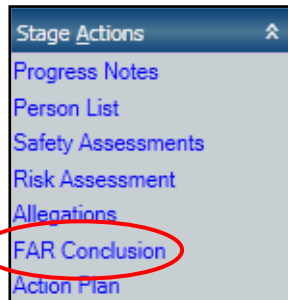 Stage Actions
Progress Notes
Person List
Safety Assessments
Risk Assessment
Allegations
FAR Conclusion
Action Plan